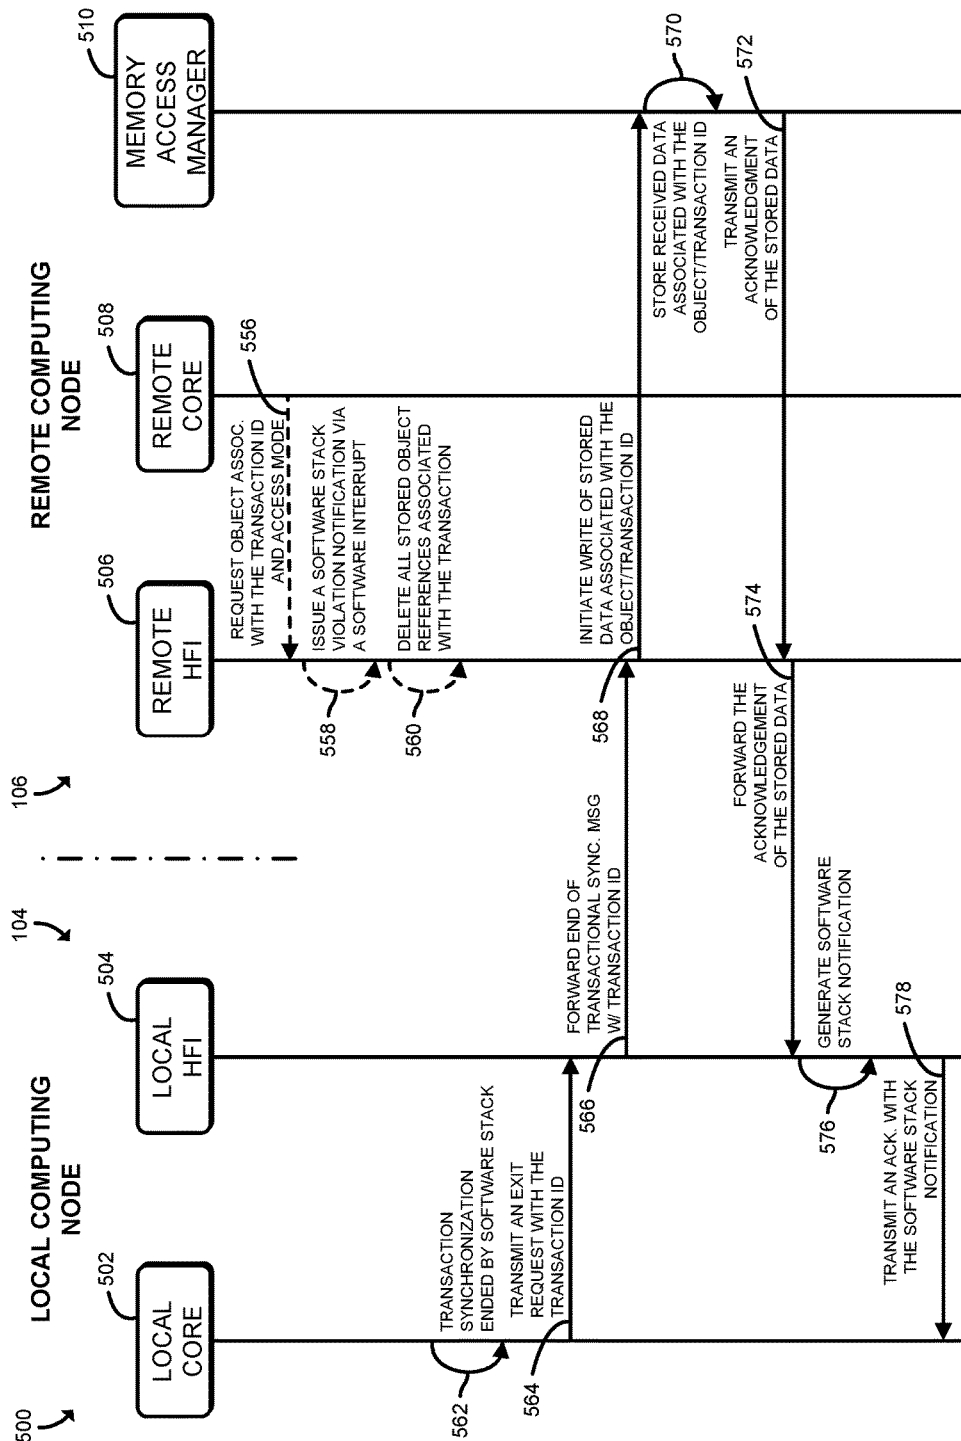 500
LOCAL COMPUTING
NODE
104
106
REMOTE COMPUTING
NODE
502
LOCAL
CORE
504
LOCAL
HFI
506
REMOTE
HFI
508
REMOTE
CORE
510
MEMORY
ACCESS
MANAGER
REQUEST OBJECT ASSOC.
WITH THE TRANSACTION ID
AND ACCESS MODE
556
ISSUE A SOFTWARE STACK
VIOLATION NOTIFICATION VIA
A SOFTWARE INTERRUPT
558
DELETE ALL STORED OBJECT
REFERENCES ASSOCIATED
WITH THE TRANSACTION
560
TRANSACTION
SYNCHRONIZATION
ENDED BY SOFTWARE STACK
562
TRANSMIT AN EXIT
REQUEST WITH THE
TRANSACTION ID
564
FORWARD END OF
TRANSACTIONAL SYNC. MSG
W/ TRANSACTION ID
566
INITIATE WRITE OF STORED
DATA ASSOCIATED WITH THE
OBJECT/TRANSACTION ID
568
STORE RECEIVED DATA
ASSOCIATED WITH THE
OBJECT/TRANSACTION ID
570
TRANSMIT AN
ACKNOWLEDGMENT
OF THE STORED DATA
572
FORWARD THE
ACKNOWLEDGEMENT
OF THE STORED DATA
574
GENERATE SOFTWARE
STACK NOTIFICATION
576
TRANSMIT AN ACK. WITH
THE SOFTWARE STACK
NOTIFICATION
578